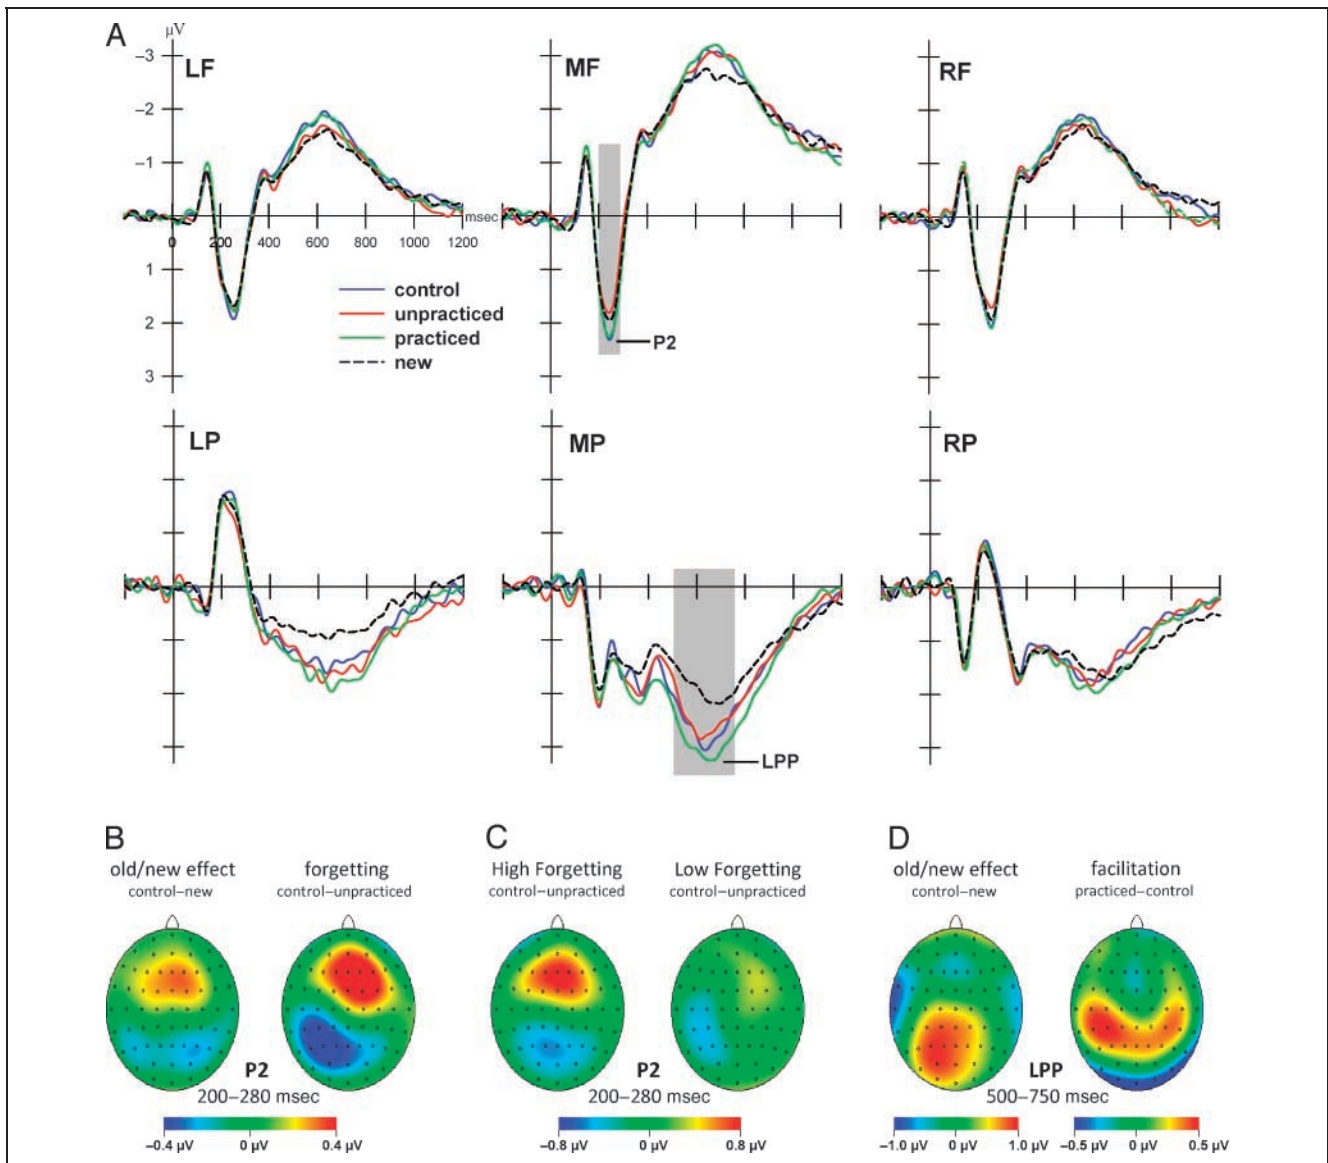 A
μV
LF
MF
RF
−3
−2
−1
1
2
3
0 200 400 600 800 1000 1200
msec
control
unpracticed
practiced
new
P2
LP
MP
RP
LPP
B
old/new effect
control−new
forgetting
control−unpracticed
P2
200−280 msec
−0.4 μV 0 μV 0.4 μV
C
High Forgetting
control−unpracticed
Low Forgetting
control−unpracticed
P2
200−280 msec
−0.8 μV 0 μV 0.8 μV
D
old/new effect
control−new
facilitation
practiced−control
LPP
500−750 msec
−1.0 μV 0 μV 1.0 μV
−0.5 μV 0 μV 0.5 μV